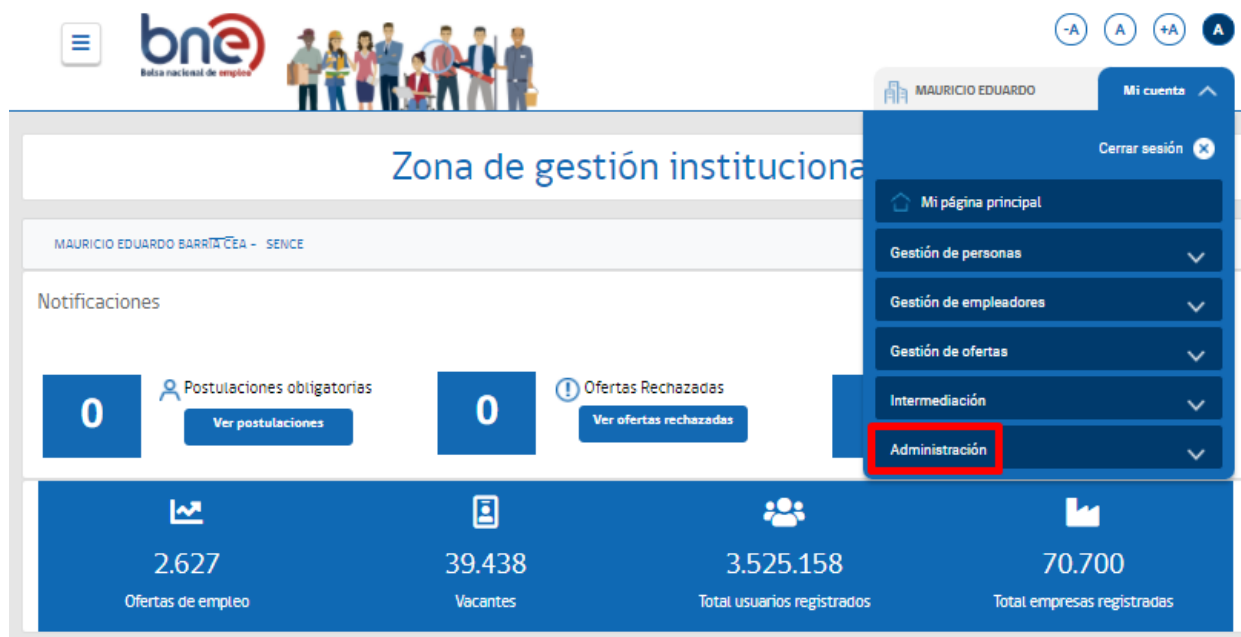 bne
Bolsa nacional de empleo
-A
A
+A
A
MAURICIO EDUARDO
Mi cuenta
Cerrar sesión
Zona de gestión instituciona
Mi página principal
MAURICIO EDUARDO BARRÍA CEA - SENCE
Gestión de personas
Notificaciones
Gestión de empleadores
Gestión de ofertas
Intermediación
Administración
0
Postulaciones obligatorias
Ver postulaciones
0
Ofertas Rechazadas
Ver ofertas rechazadas
2.627
Ofertas de empleo
39.438
Vacantes
3.525.158
Total usuarios registrados
70.700
Total empresas registradas